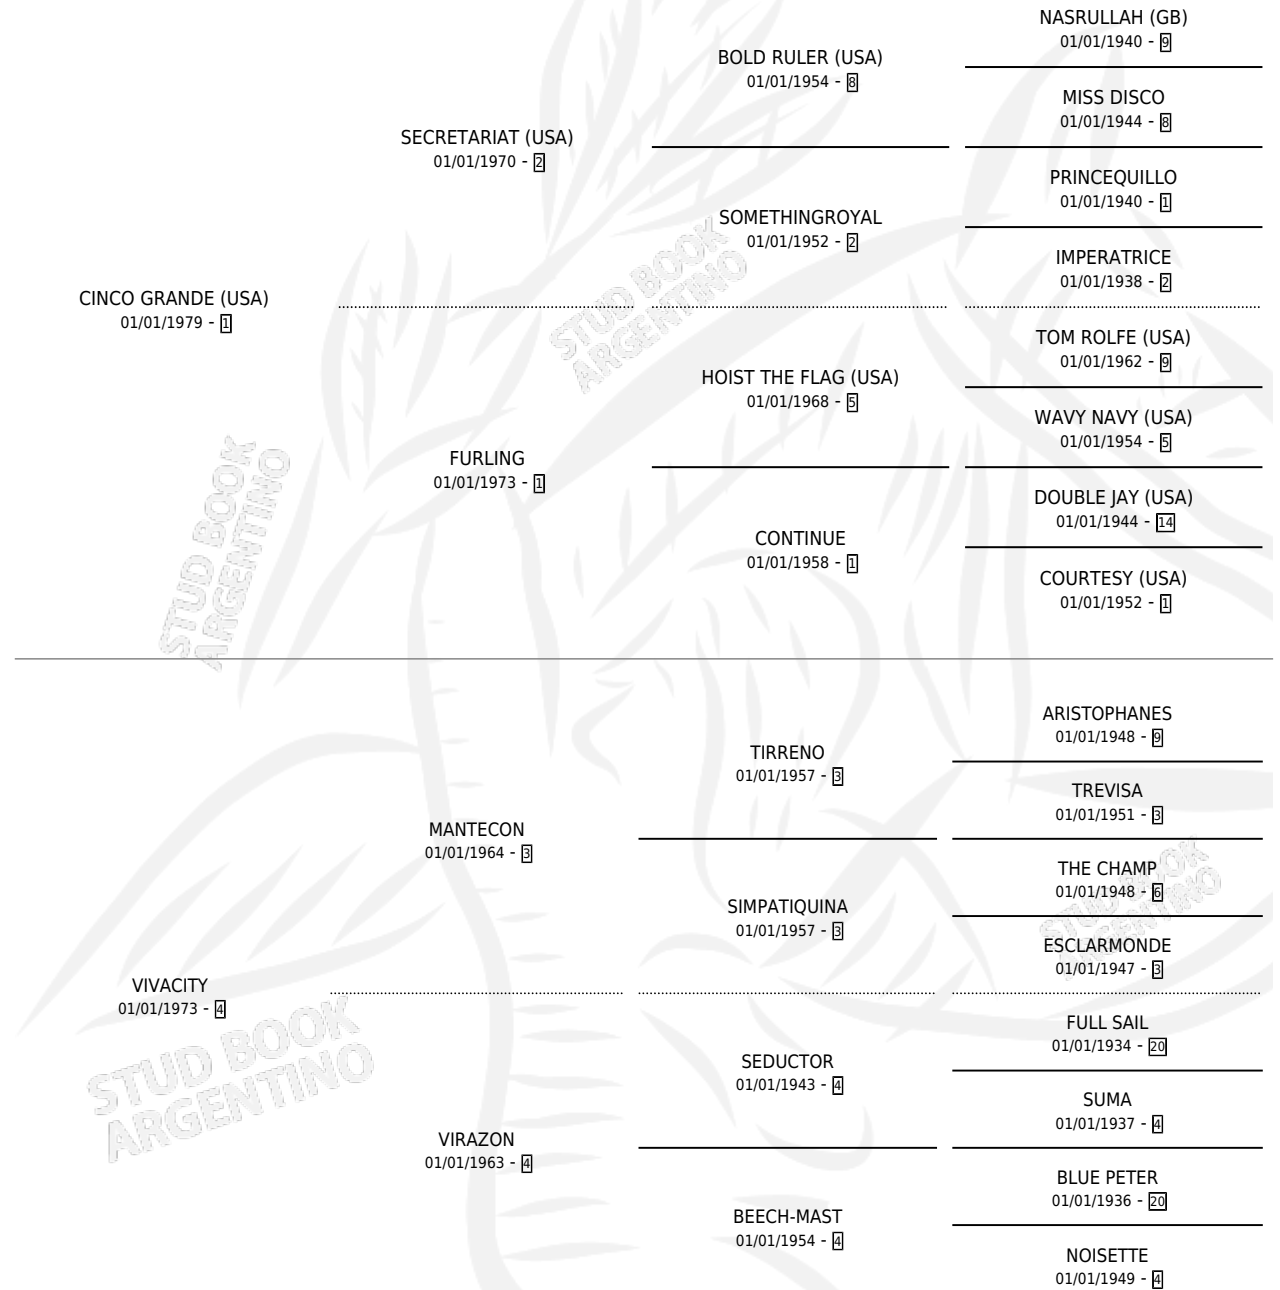 NASRULLAH (GB)
01/01/1940 - 9
BOLD RULER (USA)
01/01/1954 - 8
MISS DISCO
01/01/1944 - 8
SECRETARIAT (USA)
01/01/1970 - 2
PRINCEQUILLO
01/01/1940 - 1
SOMETHINGROYAL
01/01/1952 - 2
IMPERATRICE
01/01/1938 - 2
CINCO GRANDE (USA)
01/01/1979 - 1
TOM ROLFE (USA)
01/01/1962 - 9
HOIST THE FLAG (USA)
01/01/1968 - 5
WAVY NAVY (USA)
01/01/1954 - 5
FURLING
01/01/1973 - 1
DOUBLE JAY (USA)
01/01/1944 - 14
CONTINUE
01/01/1958 - 1
COURTESY (USA)
01/01/1952 - 1
STUD BOOK
ARGENTINO
STUD BOOK
ARGENTINO
ARISTOPHANES
01/01/1948 - 9
TIRRENO
01/01/1957 - 3
TREVISA
01/01/1951 - 3
MANTECON
01/01/1964 - 3
THE CHAMP
01/01/1948 - 6
SIMPATIQUINA
01/01/1957 - 3
ESCLARMONDE
01/01/1947 - 3
VIVACITY
01/01/1973 - 4
FULL SAIL
01/01/1934 - 20
SEDUCTOR
01/01/1943 - 4
SUMA
01/01/1937 - 4
VIRAZON
01/01/1963 - 4
BLUE PETER
01/01/1936 - 20
BEECH-MAST
01/01/1954 - 4
NOISETTE
01/01/1949 - 4
STUD BOOK
ARGENTINO
STUD BOOK
ARGENTINO